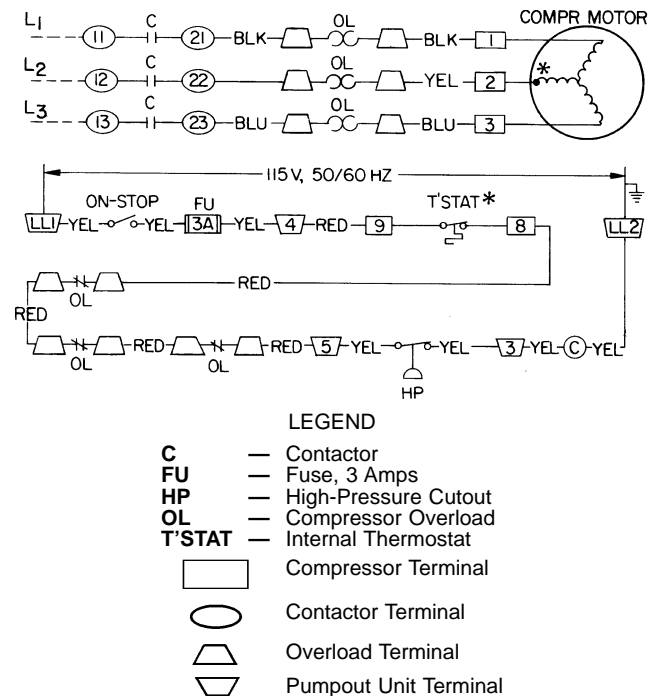 COMPR MOTOR
L1 11 C 21 BLK OL BLK 1
L2 12 C 22 OL YEL 2 *
L3 13 C 23 BLU OL BLU 3
115V, 50/60 HZ
ON-STOP FU T'STAT*
LL1 YEL YEL 3A YEL 4 RED 9 8 LL2
OL RED
RED
OL RED OL RED 5 YEL HP YEL 3 YEL C YEL
LEGEND
C — Contactor
FU — Fuse, 3 Amps
HP — High-Pressure Cutout
OL — Compressor Overload
T'STAT — Internal Thermostat
Compressor Terminal
Contactor Terminal
Overload Terminal
Pumpout Unit Terminal